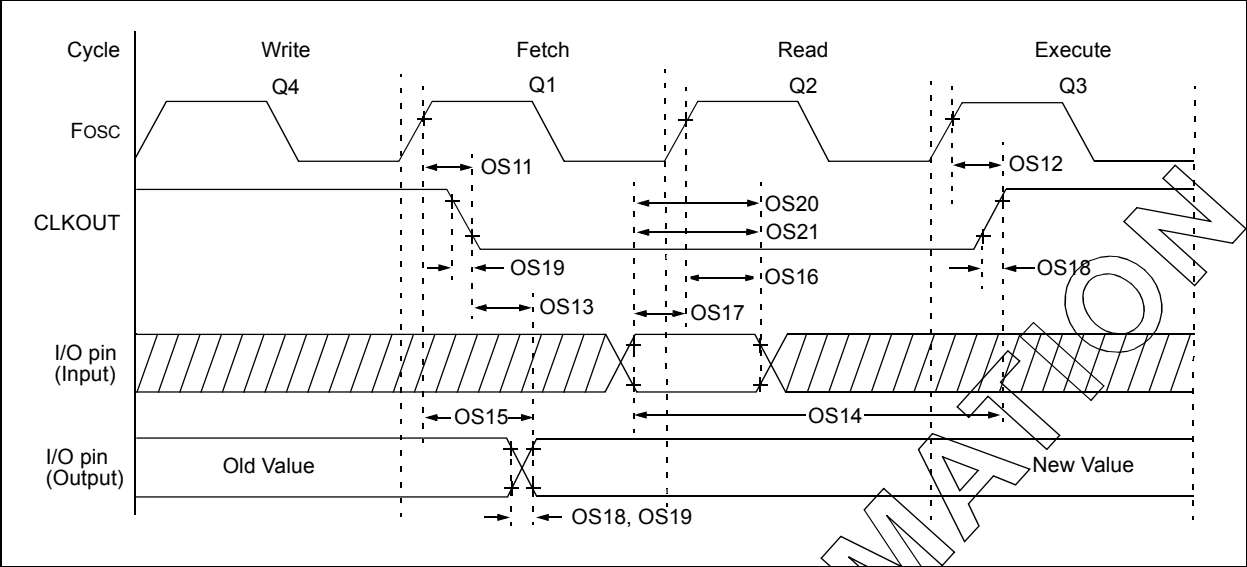 Cycle Write Fetch Read Execute
Q4 Q1 Q2 Q3
FOSC
OS11 OS12
CLKOUT
OS20
OS21
OS19 OS16 OS18
OS13 OS17
I/O pin
(Input)
OS15 OS14
I/O pin
(Output)
Old Value New Value
OS18, OS19
MATION